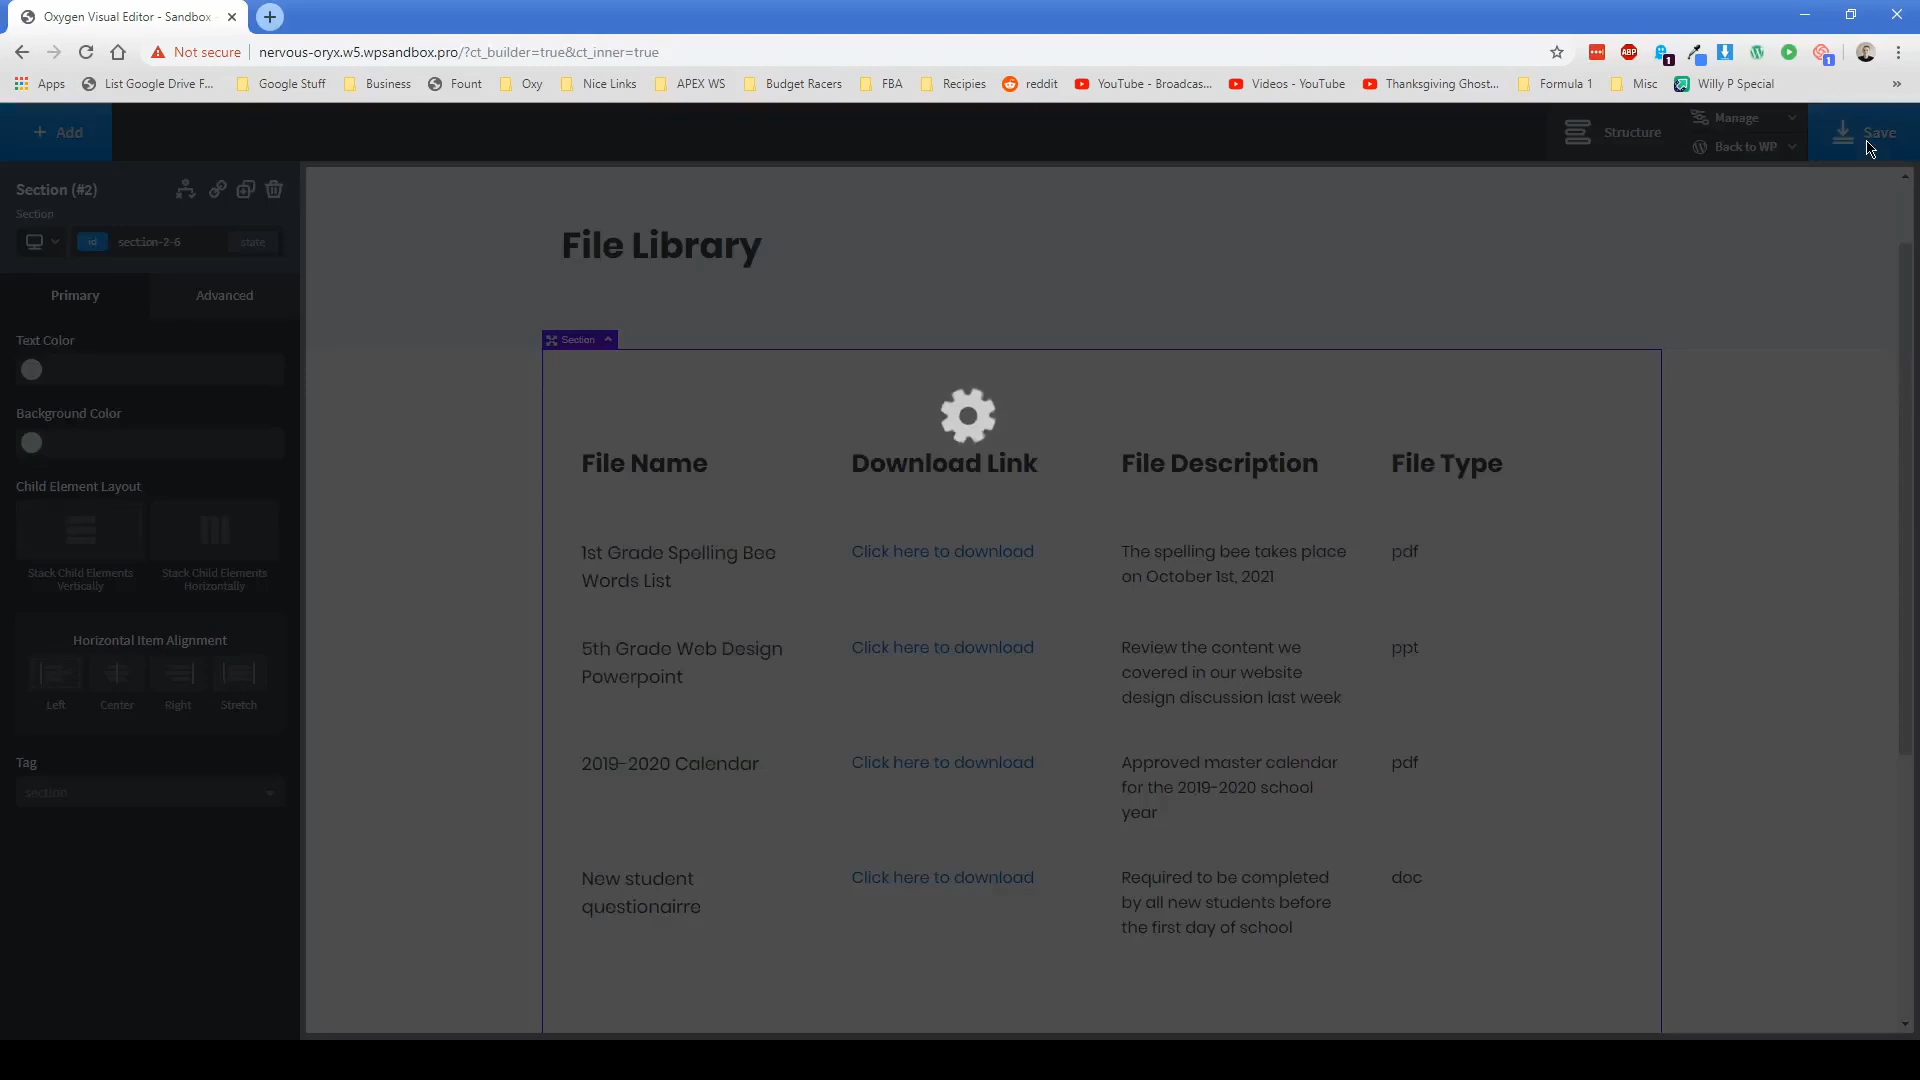 Oxygen Visual Editor - Sandbox
Not secure
nervous-oryx.w5.wpsandbox.pro/?ct_builder=true&ct_inner=true
ABP
1
1
Apps
List Google Drive F...
Google Stuff
Business
Fount
Oxy
Nice Links
APEX WS
Budget Racers
FBA
Recipies
reddit
YouTube - Broadcas...
Videos - YouTube
Thanksgiving Ghost...
Formula 1
Misc
Willy P Special
»
+ Add
Structure
Manage
Back to WP
Save
Section (#2)
Section
id
section-2-6
state
Primary
Advanced
Text Color
Background Color
Child Element Layout
Stack Child Elements
Vertically
Stack Child Elements
Horizontally
Horizontal Item Alignment
Left
Center
Right
Stretch
Tag
section
File Library
Section
File Name
Download Link
File Description
File Type
1st Grade Spelling Bee
Words List
Click here to download
The spelling bee takes place
on October 1st, 2021
pdf
5th Grade Web Design
Powerpoint
Click here to download
Review the content we
covered in our website
design discussion last week
ppt
2019-2020 Calendar
Click here to download
Approved master calendar
for the 2019-2020 school
year
pdf
New student
questionairre
Click here to download
Required to be completed
by all new students before
the first day of school
doc